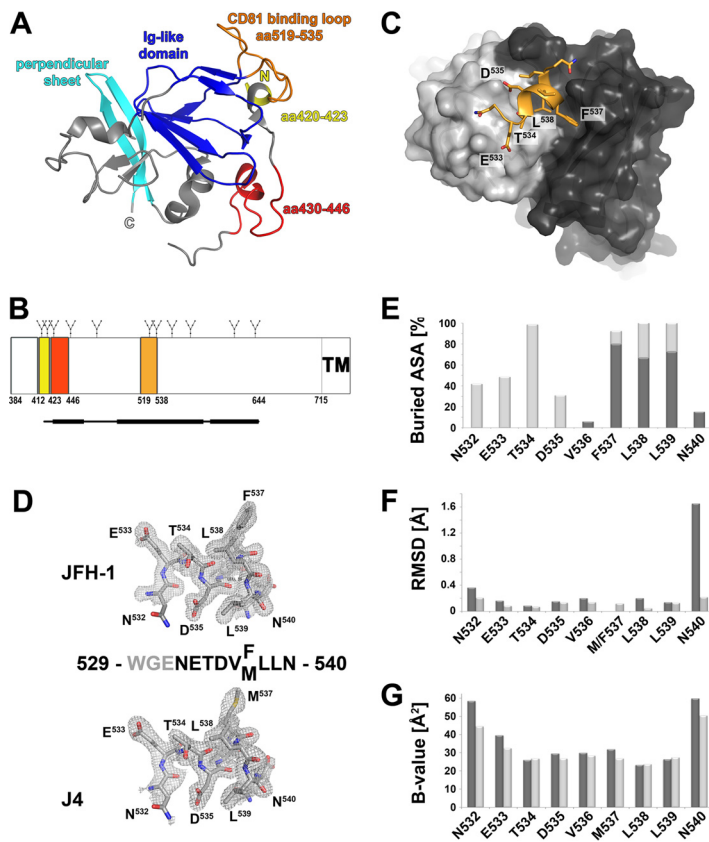 A
CD81 binding loop
aa519-535
Ig-like
domain
perpendicular
sheet
N
aa420-423
C
aa430-446
B
TM
384 412 423 446 519 538 644 715
C
D535
F537
L538
T534
E533
D
F537
E533
T534
L538
JFH-1
N532
D535
L539
N540
529 - WGENETDVFLLN - 540
M
M537
E533
T534
L538
J4
N532
D535
L539
N540
E
Buried ASA [%
100
80
60
40
20
0
N532 E533 T534 D535 V536 F537 L538 L539 N540
F
RMSD [Å]
1.6
1.2
0.8
0.4
0
N532 E533 T534 D535 V536 M/F537 L538 L539 N540
G
B-value [Å2]
60
50
40
30
20
10
0
N532 E533 T534 D535 V536 M537 L538 L539 N540